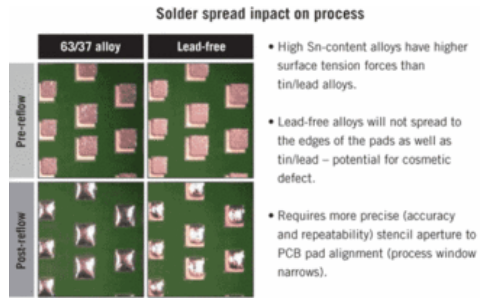 Solder spread inpact on process
63/37 alloy
Lead-free
Pre-reflow
Post-reflow
• High Sn-content alloys have higher
surface tension forces than
tin/lead alloys.
• Lead-free alloys will not spread to
the edges of the pads as well as
tin/lead – potential for cosmetic
defect.
• Requires more precise (accuracy
and repeatability) stencil aperture to
PCB pad alignment (process window
narrows).